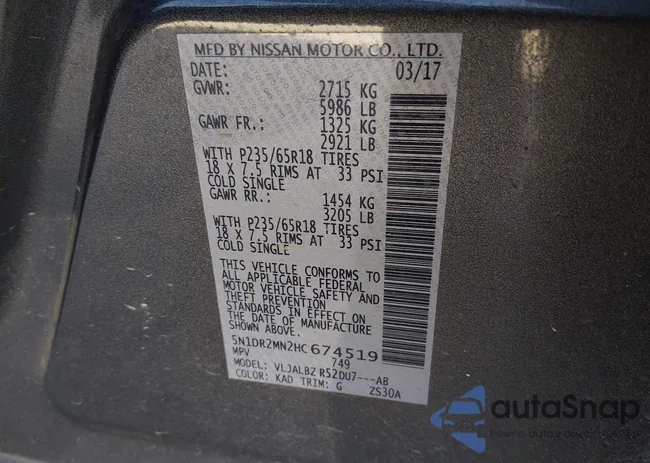 MFD BY NISSAN MOTOR CO., LTD.
DATE: 03/17
GVWR: 2715 KG
5986 LB
GAWR FR.: 1325 KG
2921 LB
WITH P235/65R18 TIRES
18 X 7.5 RIMS AT 33 PSI
COLD SINGLE
GAWR RR.: 1454 KG
3205 LB
WITH P235/65R18 TIRES
18 X 7.5 RIMS AT 33 PSI
COLD SINGLE
THIS VEHICLE CONFORMS TO
ALL APPLICABLE FEDERAL
MOTOR VEHICLE SAFETY AND
THEFT PREVENTION
STANDARDS IN EFFECT ON
THE DATE OF MANUFACTURE
SHOWN ABOVE.
5N1DR2MN2HC674519
MPV 749
VLJALBZ R52DU7---AB
COLOR: KAD TRIM: G ZS30A
autoSnap
Pewne auta z